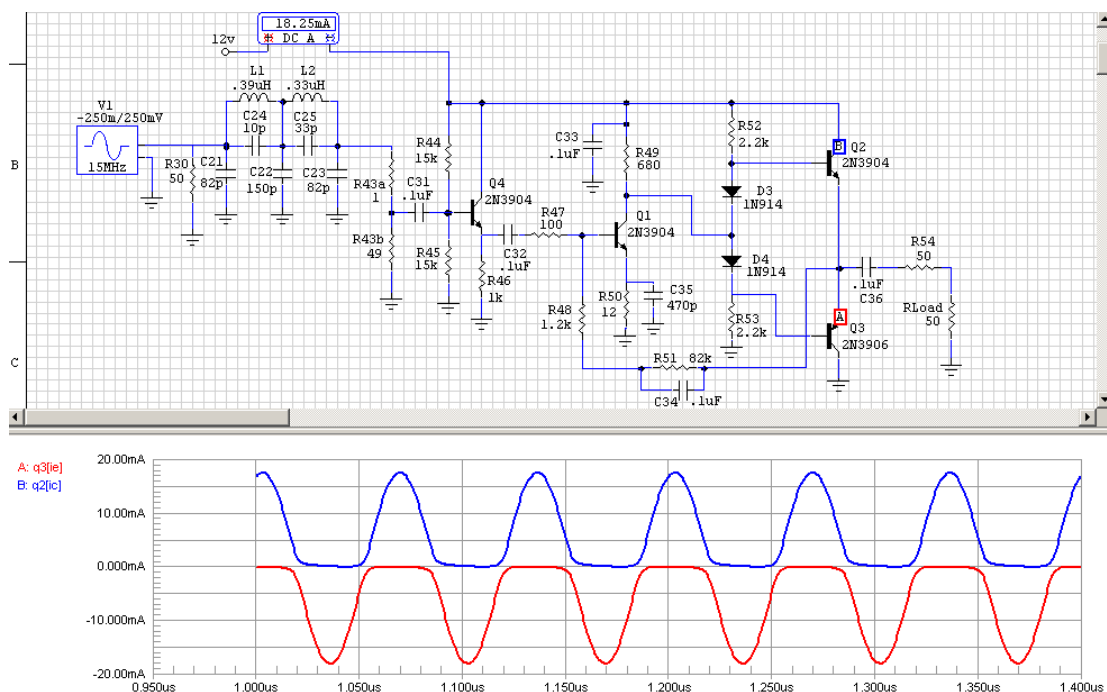 18.25mA
DC A
12v
L1
.39uH
L2
.33uH
V1
-250m/250mV
15MHz
C24
10p
C25
33p
R30
50
C21
82p
C22
150p
C23
82p
R43a
1
R43b
49
C31
.1uF
R44
15k
R45
15k
Q4
2N3904
R46
1k
C32
.1uF
R47
100
C33
.1uF
R49
680
Q1
2N3904
R48
1.2k
R50
12
C35
470p
R51 82k
C34 .1uF
R52
2.2k
D3
1N914
D4
1N914
R53
2.2k
B
Q2
2N3904
A
Q3
2N3906
.1uF
C36
R54
50
RLoad
50
B
C
A: q3[ie]
B: q2[ic]
20.00mA
10.00mA
0.000mA
-10.00mA
-20.00mA
0.950us 1.000us 1.050us 1.100us 1.150us 1.200us 1.250us 1.300us 1.350us 1.400us